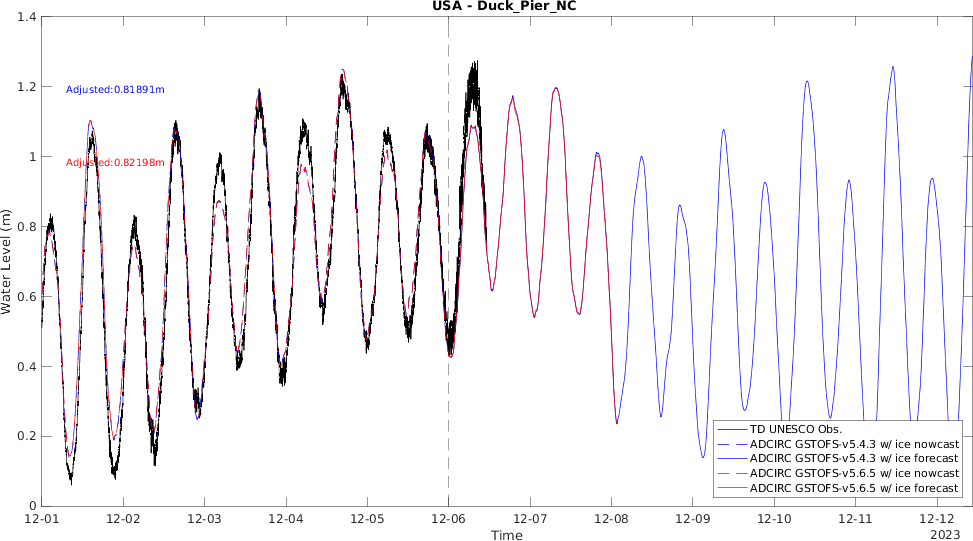 USA - Duck_Pier_NC
1.4
1.2
1
0.8
0.6
0.4
0.2
0
Water Level (m)
Adjusted:0.81891m
Adjusted:0.82198m
TD UNESCO Obs.
ADCIRC GSTOFS-v5.4.3 w/ ice nowcast
ADCIRC GSTOFS-v5.4.3 w/ ice forecast
ADCIRC GSTOFS-v5.6.5 w/ ice nowcast
ADCIRC GSTOFS-v5.6.5 w/ ice forecast
12-01 12-02 12-03 12-04 12-05 12-06 12-07 12-08 12-09 12-10 12-11 12-12
2023
Time